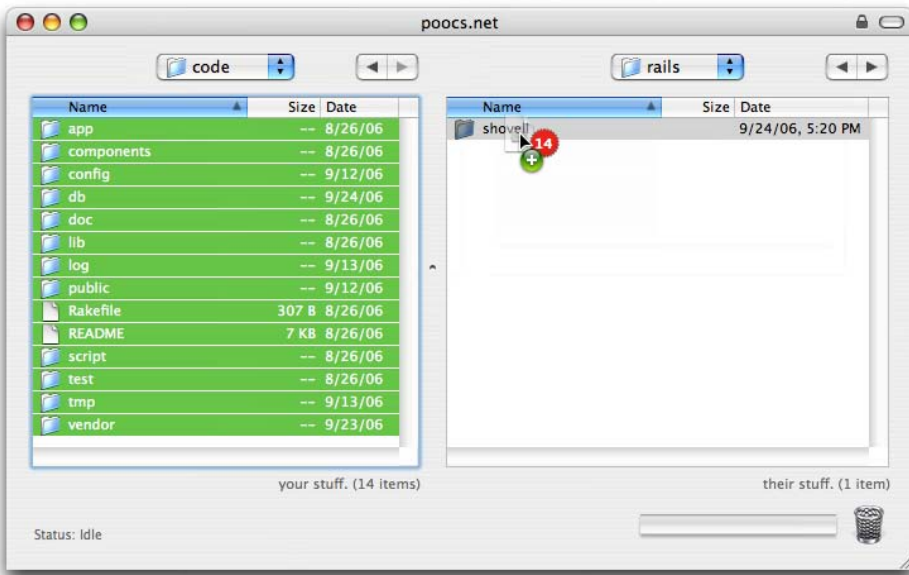 poocs.net
code
rails
Name Size Date
app -- 8/26/06
components -- 8/26/06
config -- 9/12/06
db -- 9/24/06
doc -- 8/26/06
lib -- 8/26/06
log -- 9/13/06
public -- 9/12/06
Rakefile 307 B 8/26/06
README 7 KB 8/26/06
script -- 8/26/06
test -- 8/26/06
tmp -- 9/13/06
vendor -- 9/23/06
your stuff. (14 items)
Name Size Date
shovell 9/24/06, 5:20 PM
14
their stuff. (1 item)
Status: Idle